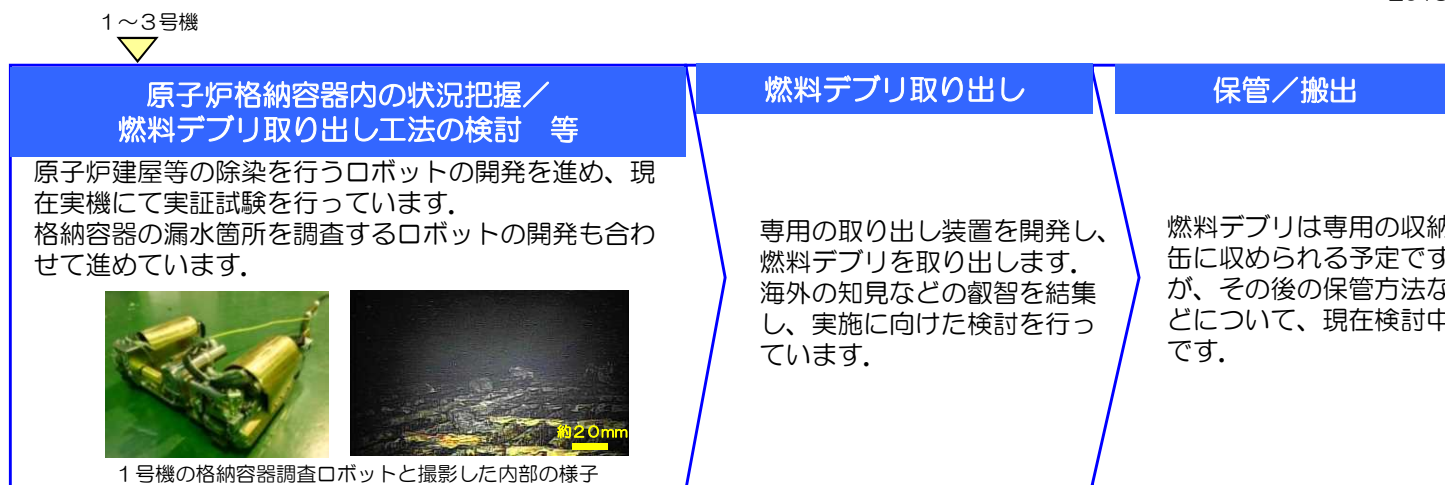 1～3号機
原子炉格納容器内の状況把握／
燃料デブリ取り出し工法の検討　等
原子炉建屋等の除染を行うロボットの開発を進め、現
在実機にて実証試験を行っています．
格納容器の漏水箇所を調査するロボットの開発も合わ
せて進めています．
約20mm
1号機の格納容器調査ロボットと撮影した内部の様子
燃料デブリ取り出し
専用の取り出し装置を開発し、
燃料デブリを取り出します．
海外の知見などの叡智を結集
し、実施に向けた検討を行っ
ています．
保管／搬出
燃料デブリは専用の収納
缶に収められる予定です
が、その後の保管方法な
どについて、現在検討中
です．